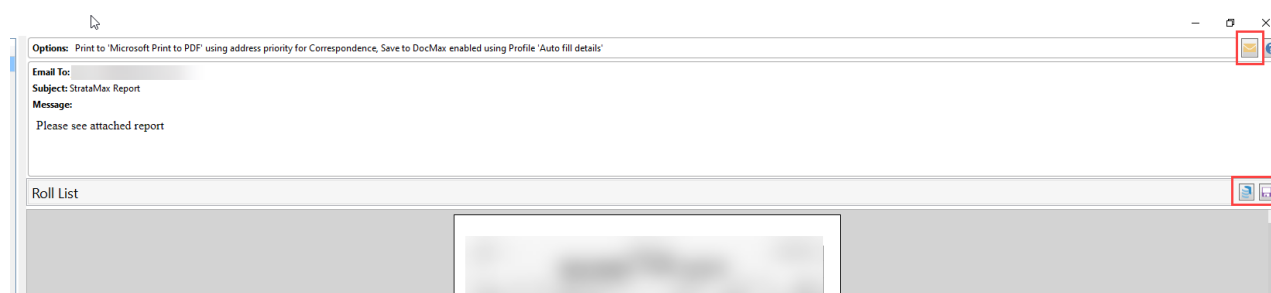 Options: Print to 'Microsoft Print to PDF' using address priority for Correspondence, Save to DocMax enabled using Profile 'Auto fill details'
Email To:
Subject: StrataMax Report
Message:
Please see attached report
Roll List